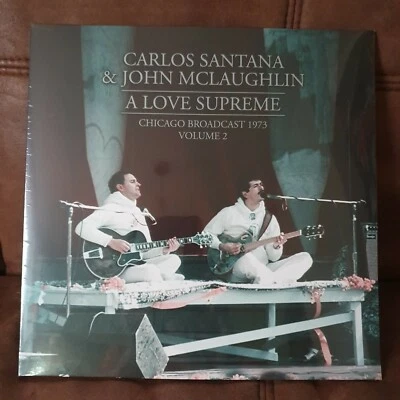 CARLOS SANTANA
& JOHN MCLAUGHLIN
A LOVE SUPREME
CHICAGO BROADCAST 1973
VOLUME 2